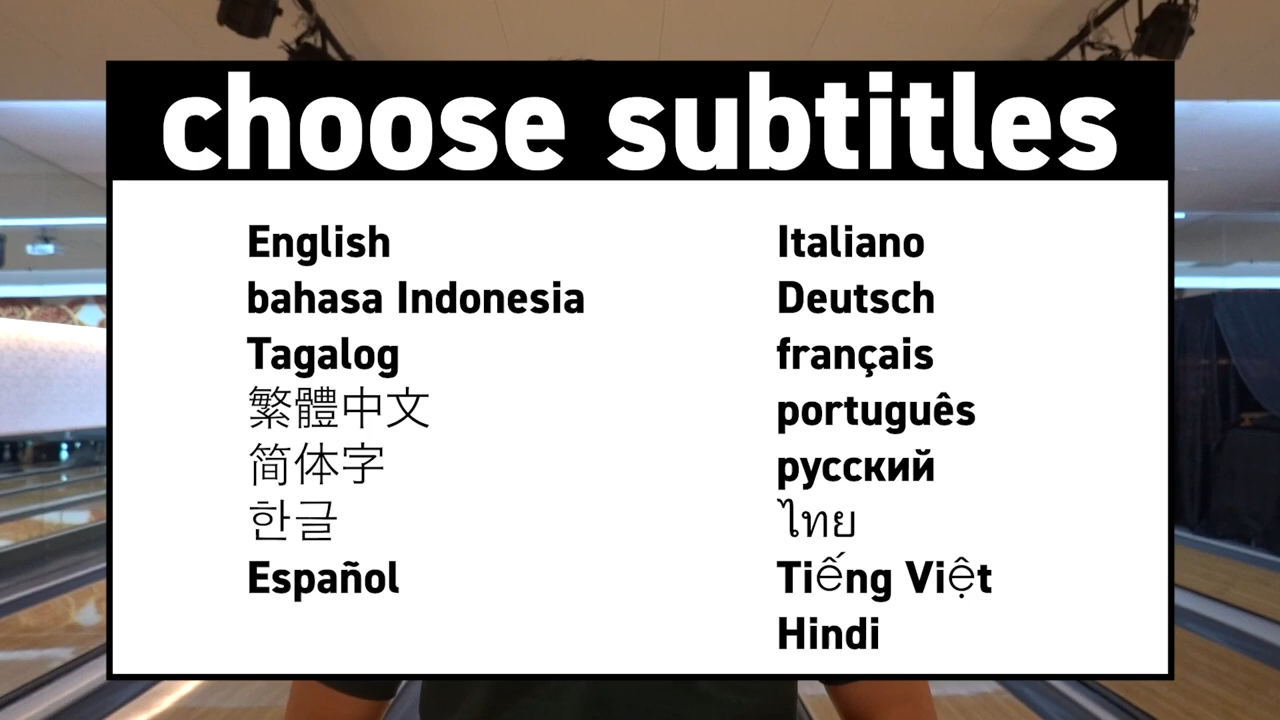 choose subtitles
English
bahasa Indonesia
Tagalog
繁體中文
简体字
한글
Español
Italiano
Deutsch
français
português
русский
ไทย
Tiếng Việt
Hindi